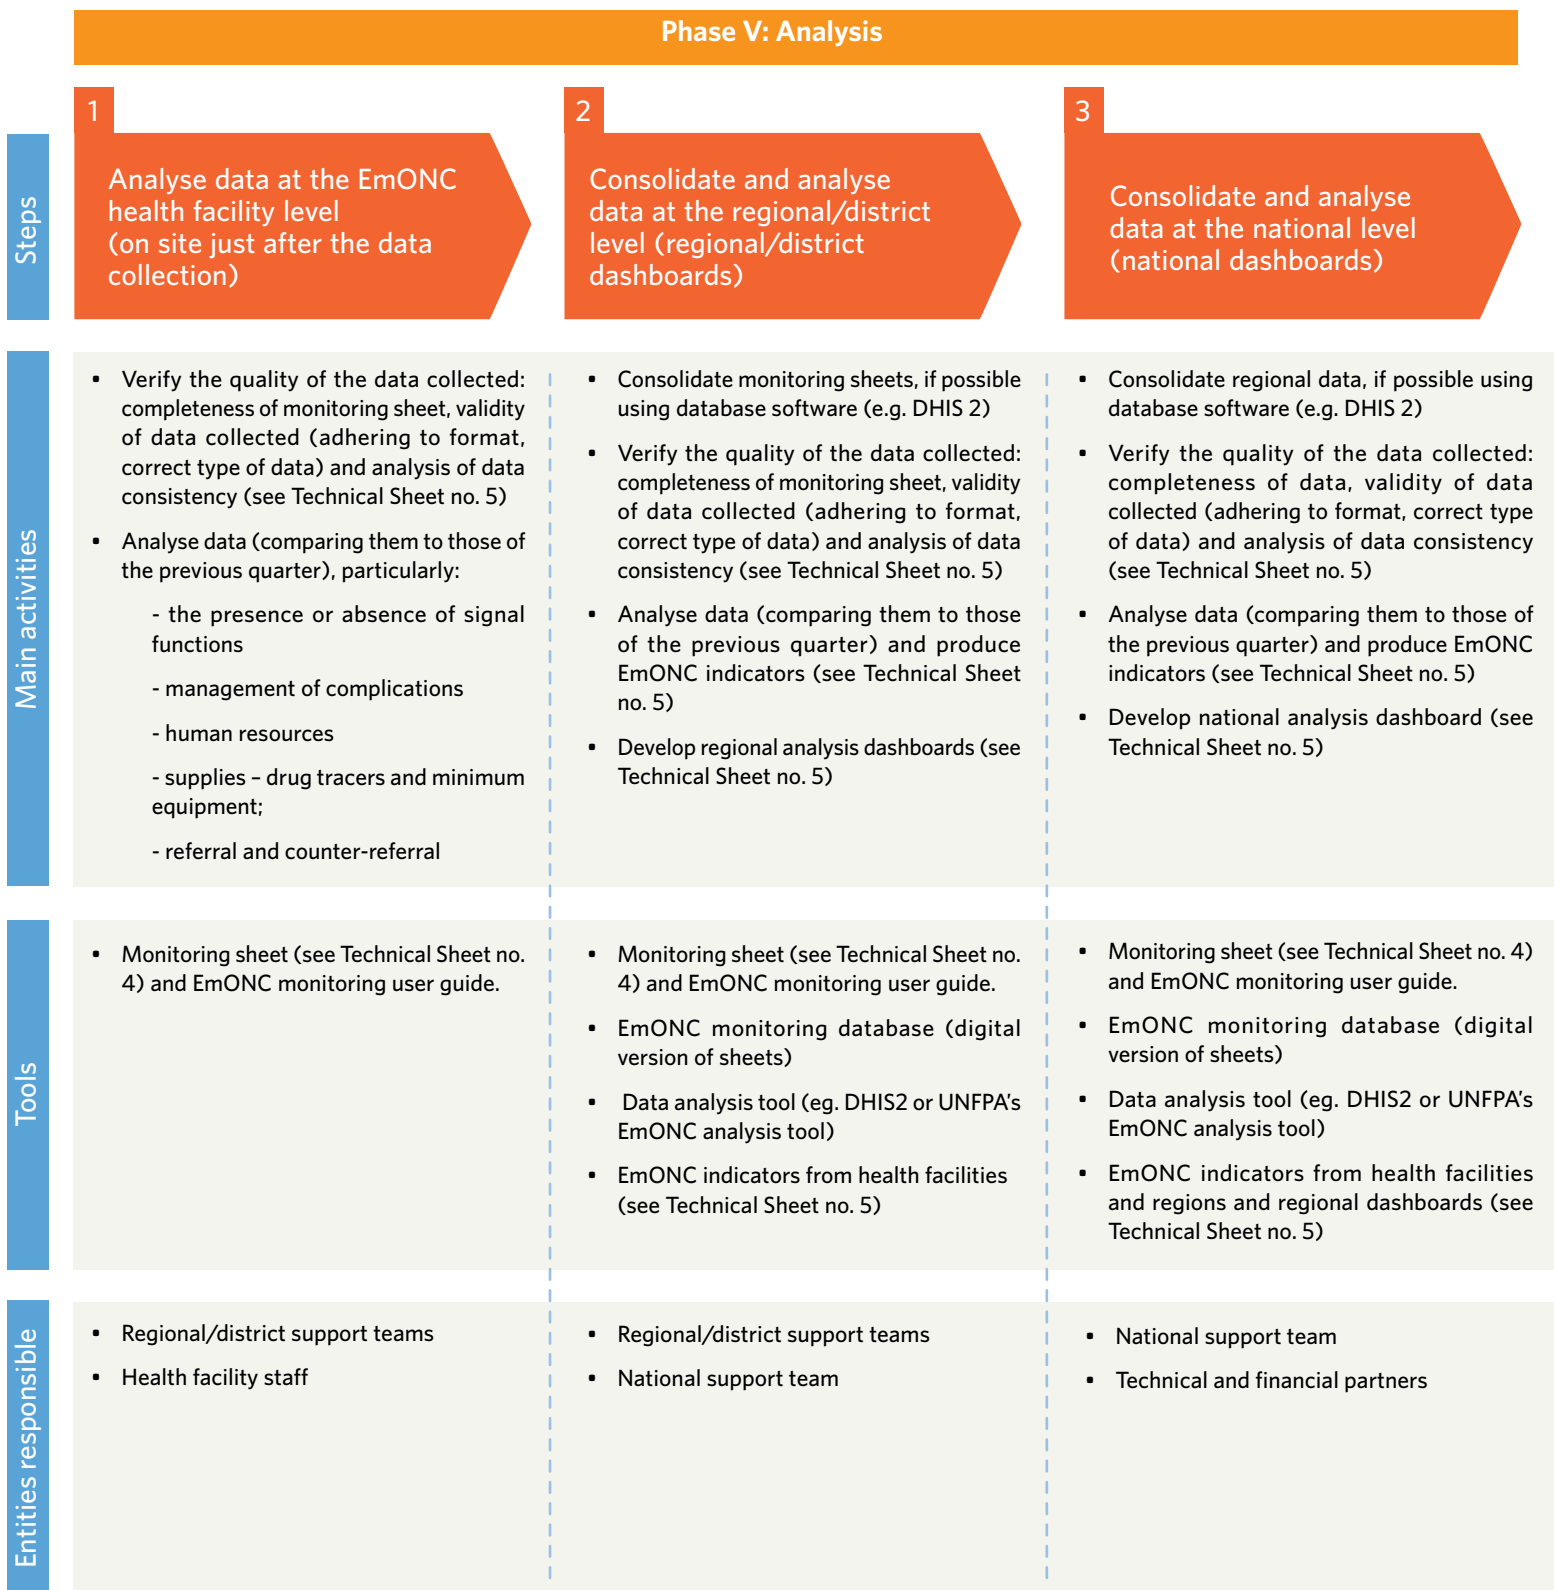 Phase V: Analysis
Steps
1
Analyse data at the EmONC
health facility level
(on site just after the data
collection)
2
Consolidate and analyse
data at the regional/district
level (regional/district
dashboards)
3
Consolidate and analyse
data at the national level
(national dashboards)
Main activities
• Verify the quality of the data collected:
completeness of monitoring sheet, validity
of data collected (adhering to format,
correct type of data) and analysis of data
consistency (see Technical Sheet no. 5)
• Analyse data (comparing them to those of
the previous quarter), particularly:
- the presence or absence of signal
functions
- management of complications
- human resources
- supplies – drug tracers and minimum
equipment;
- referral and counter-referral
• Consolidate monitoring sheets, if possible
using database software (e.g. DHIS 2)
• Verify the quality of the data collected:
completeness of monitoring sheet, validity
of data collected (adhering to format,
correct type of data) and analysis of data
consistency (see Technical Sheet no. 5)
• Analyse data (comparing them to those
of the previous quarter) and produce
EmONC indicators (see Technical Sheet
no. 5)
• Develop regional analysis dashboards (see
Technical Sheet no. 5)
• Consolidate regional data, if possible using
database software (e.g. DHIS 2)
• Verify the quality of the data collected:
completeness of data, validity of data
collected (adhering to format, correct type
of data) and analysis of data consistency
(see Technical Sheet no. 5)
• Analyse data (comparing them to those of
the previous quarter) and produce EmONC
indicators (see Technical Sheet no. 5)
• Develop national analysis dashboard (see
Technical Sheet no. 5)
Tools
• Monitoring sheet (see Technical Sheet no.
4) and EmONC monitoring user guide.
• Monitoring sheet (see Technical Sheet no.
4) and EmONC monitoring user guide.
• EmONC monitoring database (digital
version of sheets)
• Data analysis tool (eg. DHIS2 or UNFPA's
EmONC analysis tool)
• EmONC indicators from health facilities
(see Technical Sheet no. 5)
• Monitoring sheet (see Technical Sheet no. 4)
and EmONC monitoring user guide.
• EmONC monitoring database (digital
version of sheets)
• Data analysis tool (eg. DHIS2 or UNFPA's
EmONC analysis tool)
• EmONC indicators from health facilities
and regions and regional dashboards (see
Technical Sheet no. 5)
Entities responsible
• Regional/district support teams
• Health facility staff
• Regional/district support teams
• National support team
• National support team
• Technical and financial partners